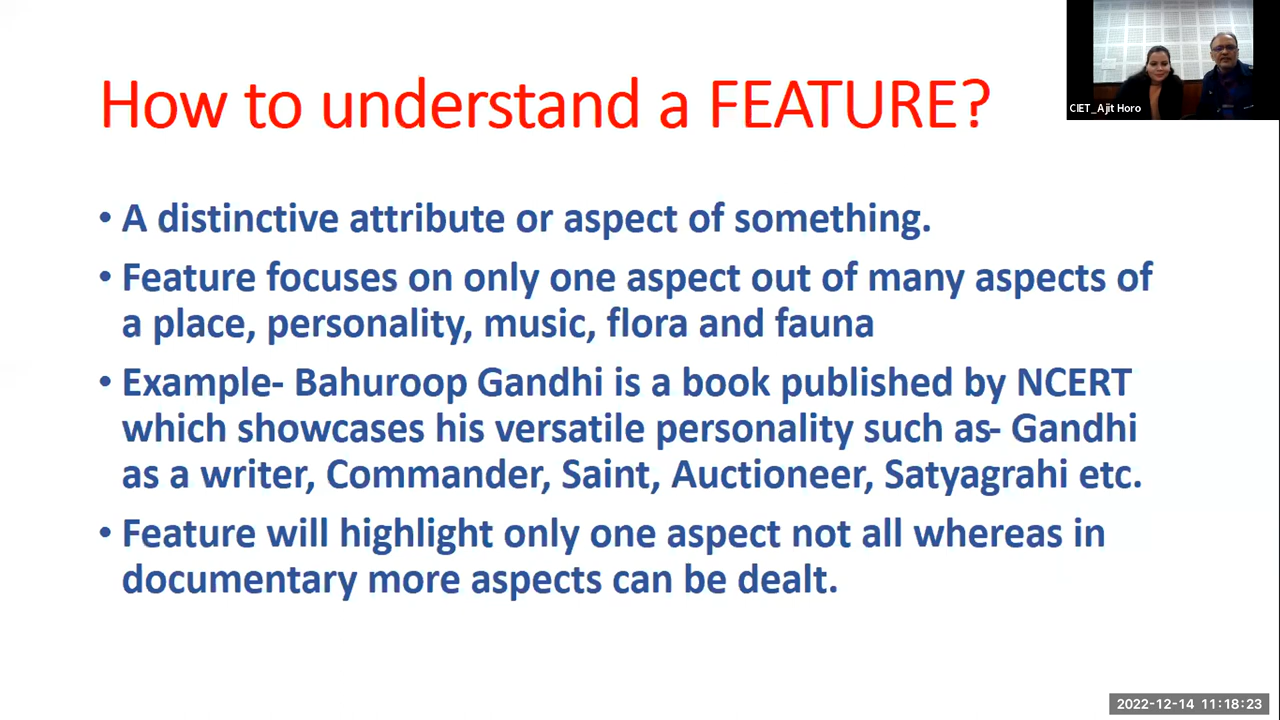 How to understand a FEATURE?
CIET_Ajit Horo
• A distinctive attribute or aspect of something.
• Feature focuses on only one aspect out of many aspects of
a place, personality, music, flora and fauna
• Example- Bahuroop Gandhi is a book published by NCERT
which showcases his versatile personality such as- Gandhi
as a writer, Commander, Saint, Auctioneer, Satyagrahi etc.
• Feature will highlight only one aspect not all whereas in
documentary more aspects can be dealt.
2022-12-14 11:18:23